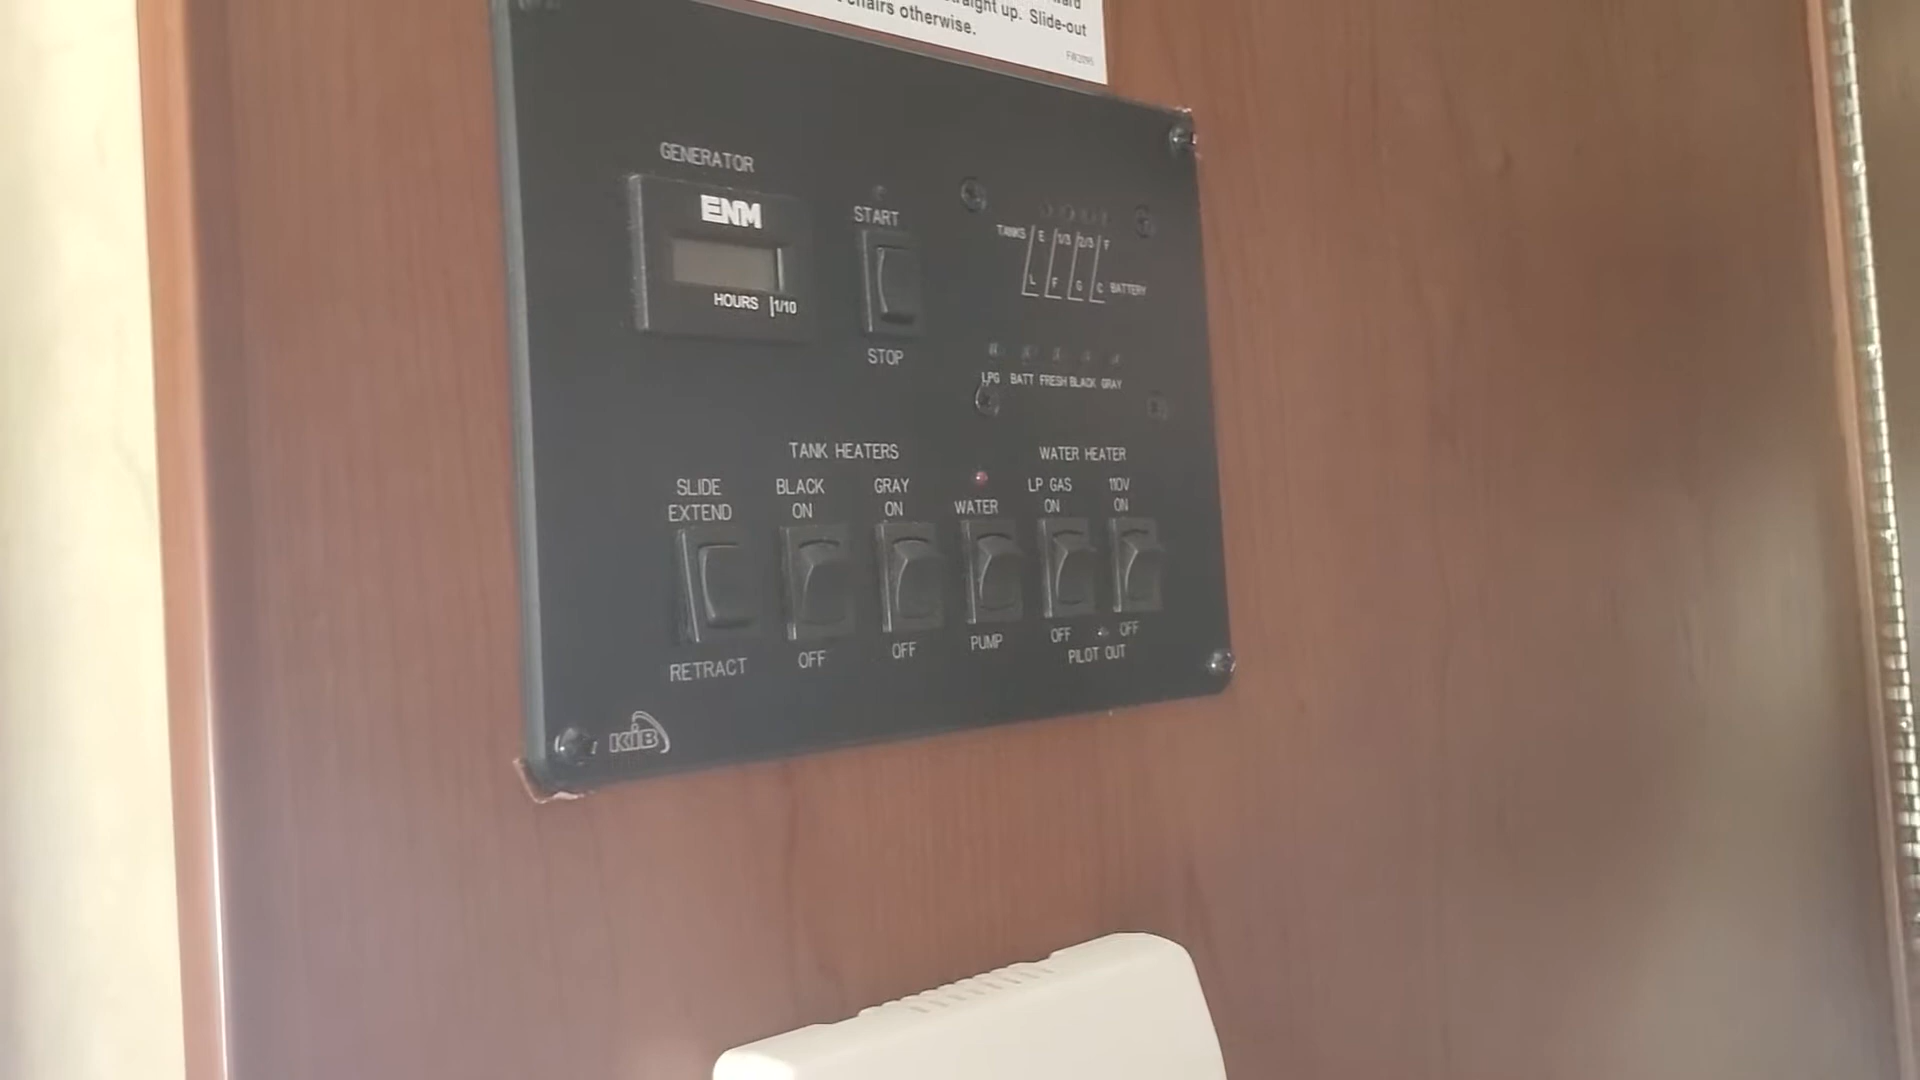 straight up. Slide-out
chairs otherwise.
FW2095
GENERATOR
ENM
HOURS 1/10
START
STOP
TANKS E 1/3 2/3 F
L F G C BATTERY
LPG BATT FRESH BLACK GRAY
TANK HEATERS
WATER HEATER
SLIDE
EXTEND
RETRACT
BLACK
ON
OFF
GRAY
ON
OFF
WATER
PUMP
LP GAS
ON
OFF
110V
ON
OFF
PILOT OUT
KIB